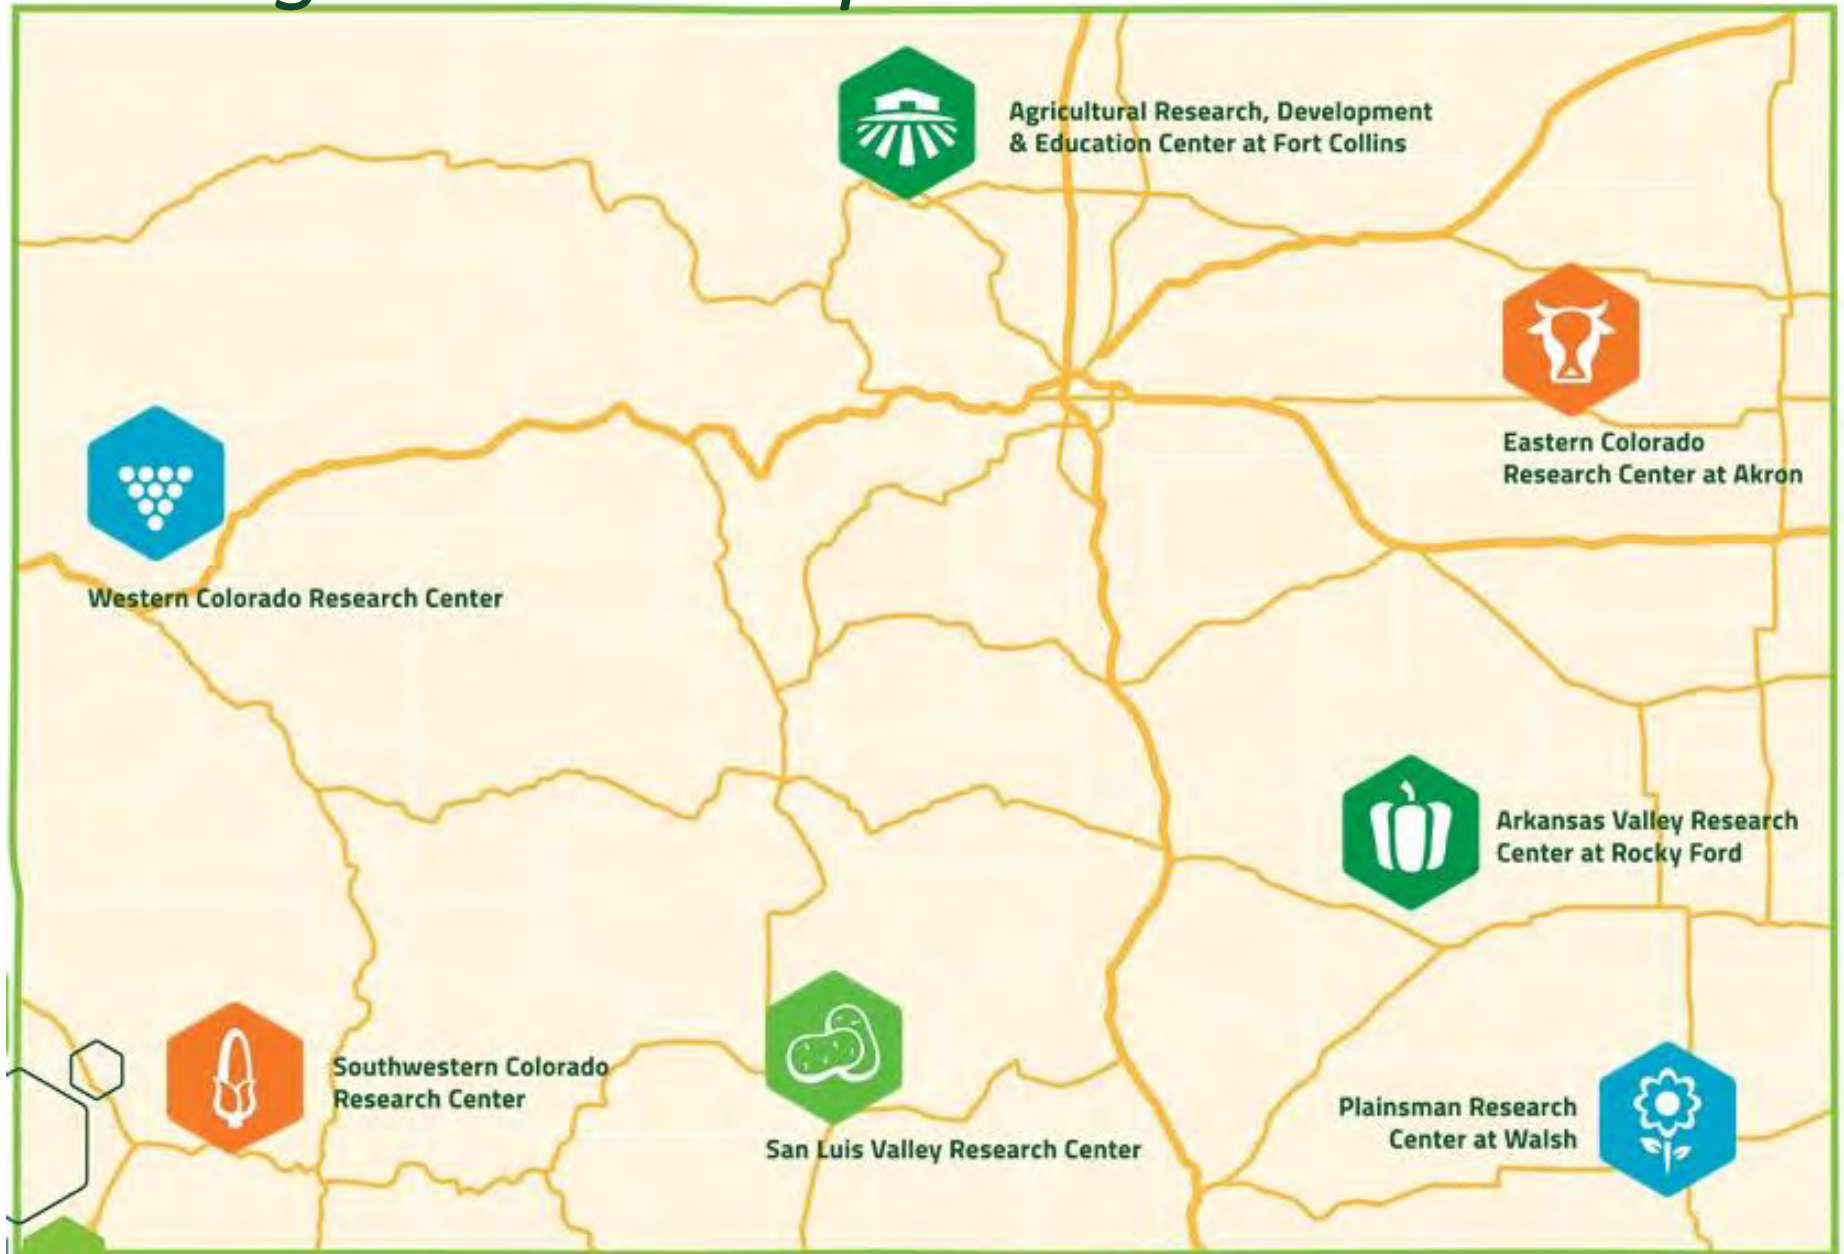 Agricultural Research, Development
& Education Center at Fort Collins
Eastern Colorado
Research Center at Akron
Western Colorado Research Center
Arkansas Valley Research
Center at Rocky Ford
Southwestern Colorado
Research Center
San Luis Valley Research Center
Plainsman Research
Center at Walsh